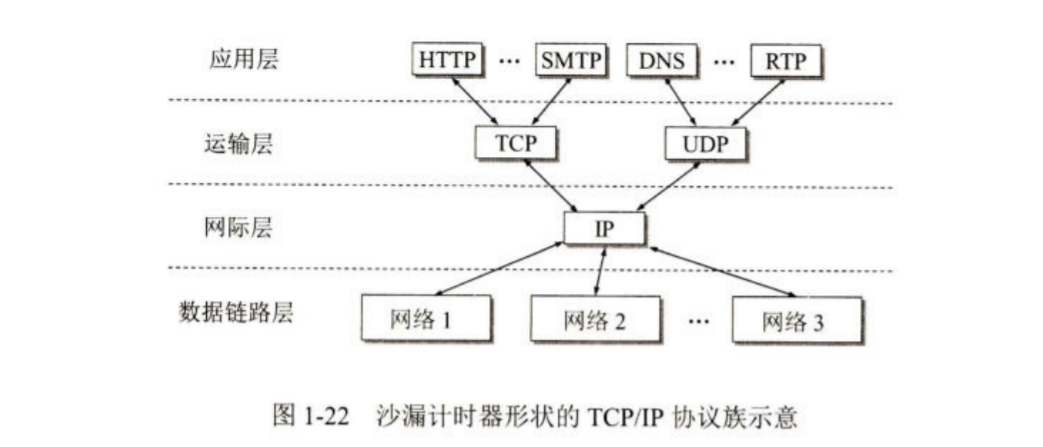 应用层 HTTP ··· SMTP DNS ··· RTP
运输层 TCP UDP
网际层 IP
数据链路层 网络 1 网络 2 ··· 网络 3
图 1-22 沙漏计时器形状的 TCP/IP 协议族示意